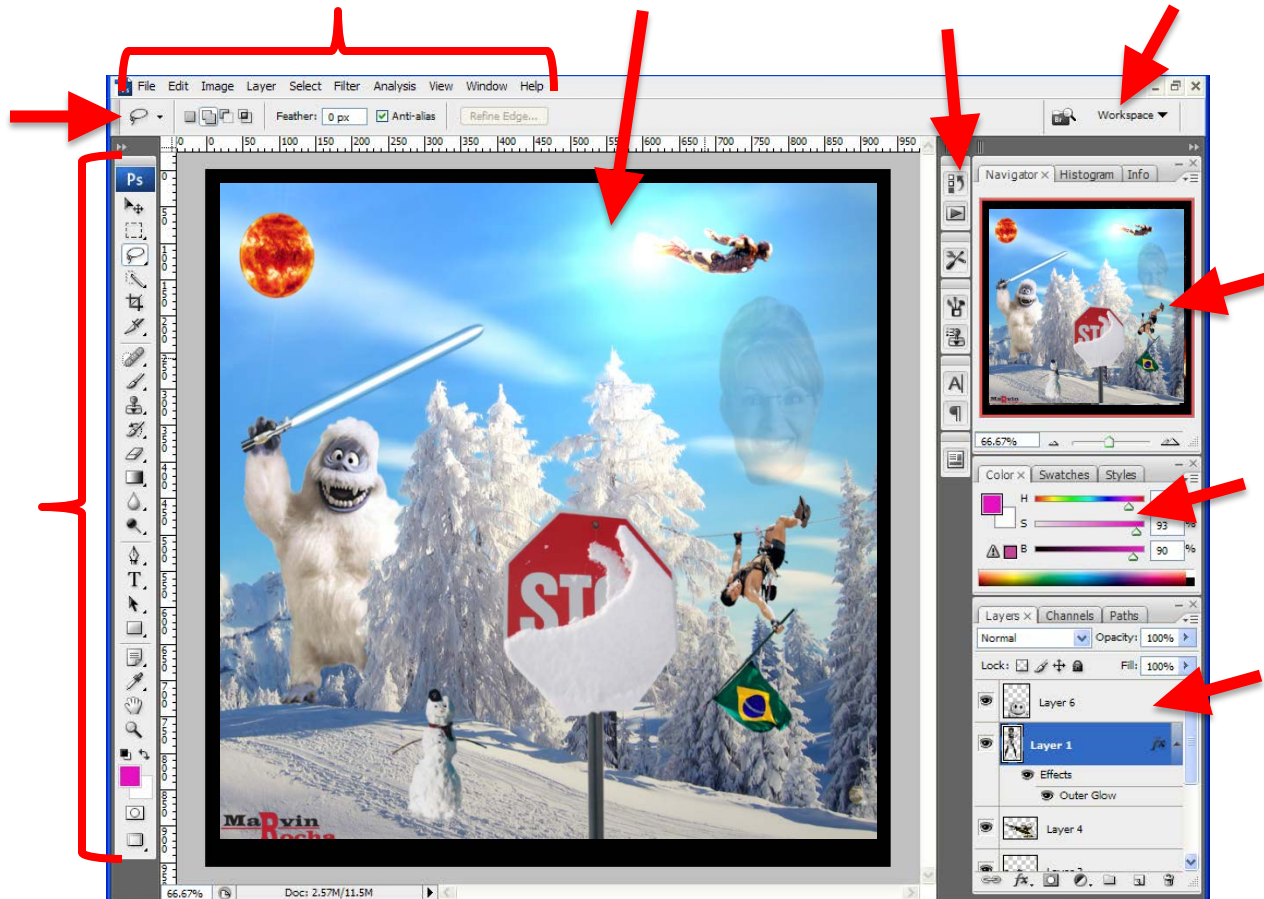 File Edit Image Layer Select Filter Analysis View Window Help
Feather: 0 px Anti-alias Refine Edge... Workspace
0 0 50 100 150 200 250 300 350 400 450 500 550 600 650 700 750 800 850 900 950
Ps
Navigator × Histogram Info
66.67%
Color × Swatches Styles
H
S 93 %
B 90 %
Layers × Channels Paths
Normal Opacity: 100%
Lock: Fill: 100%
Layer 6
Layer 1 fx
Effects
Outer Glow
Layer 4
MaRvin
Rocha
66.67% Doc: 2.57M/11.5M